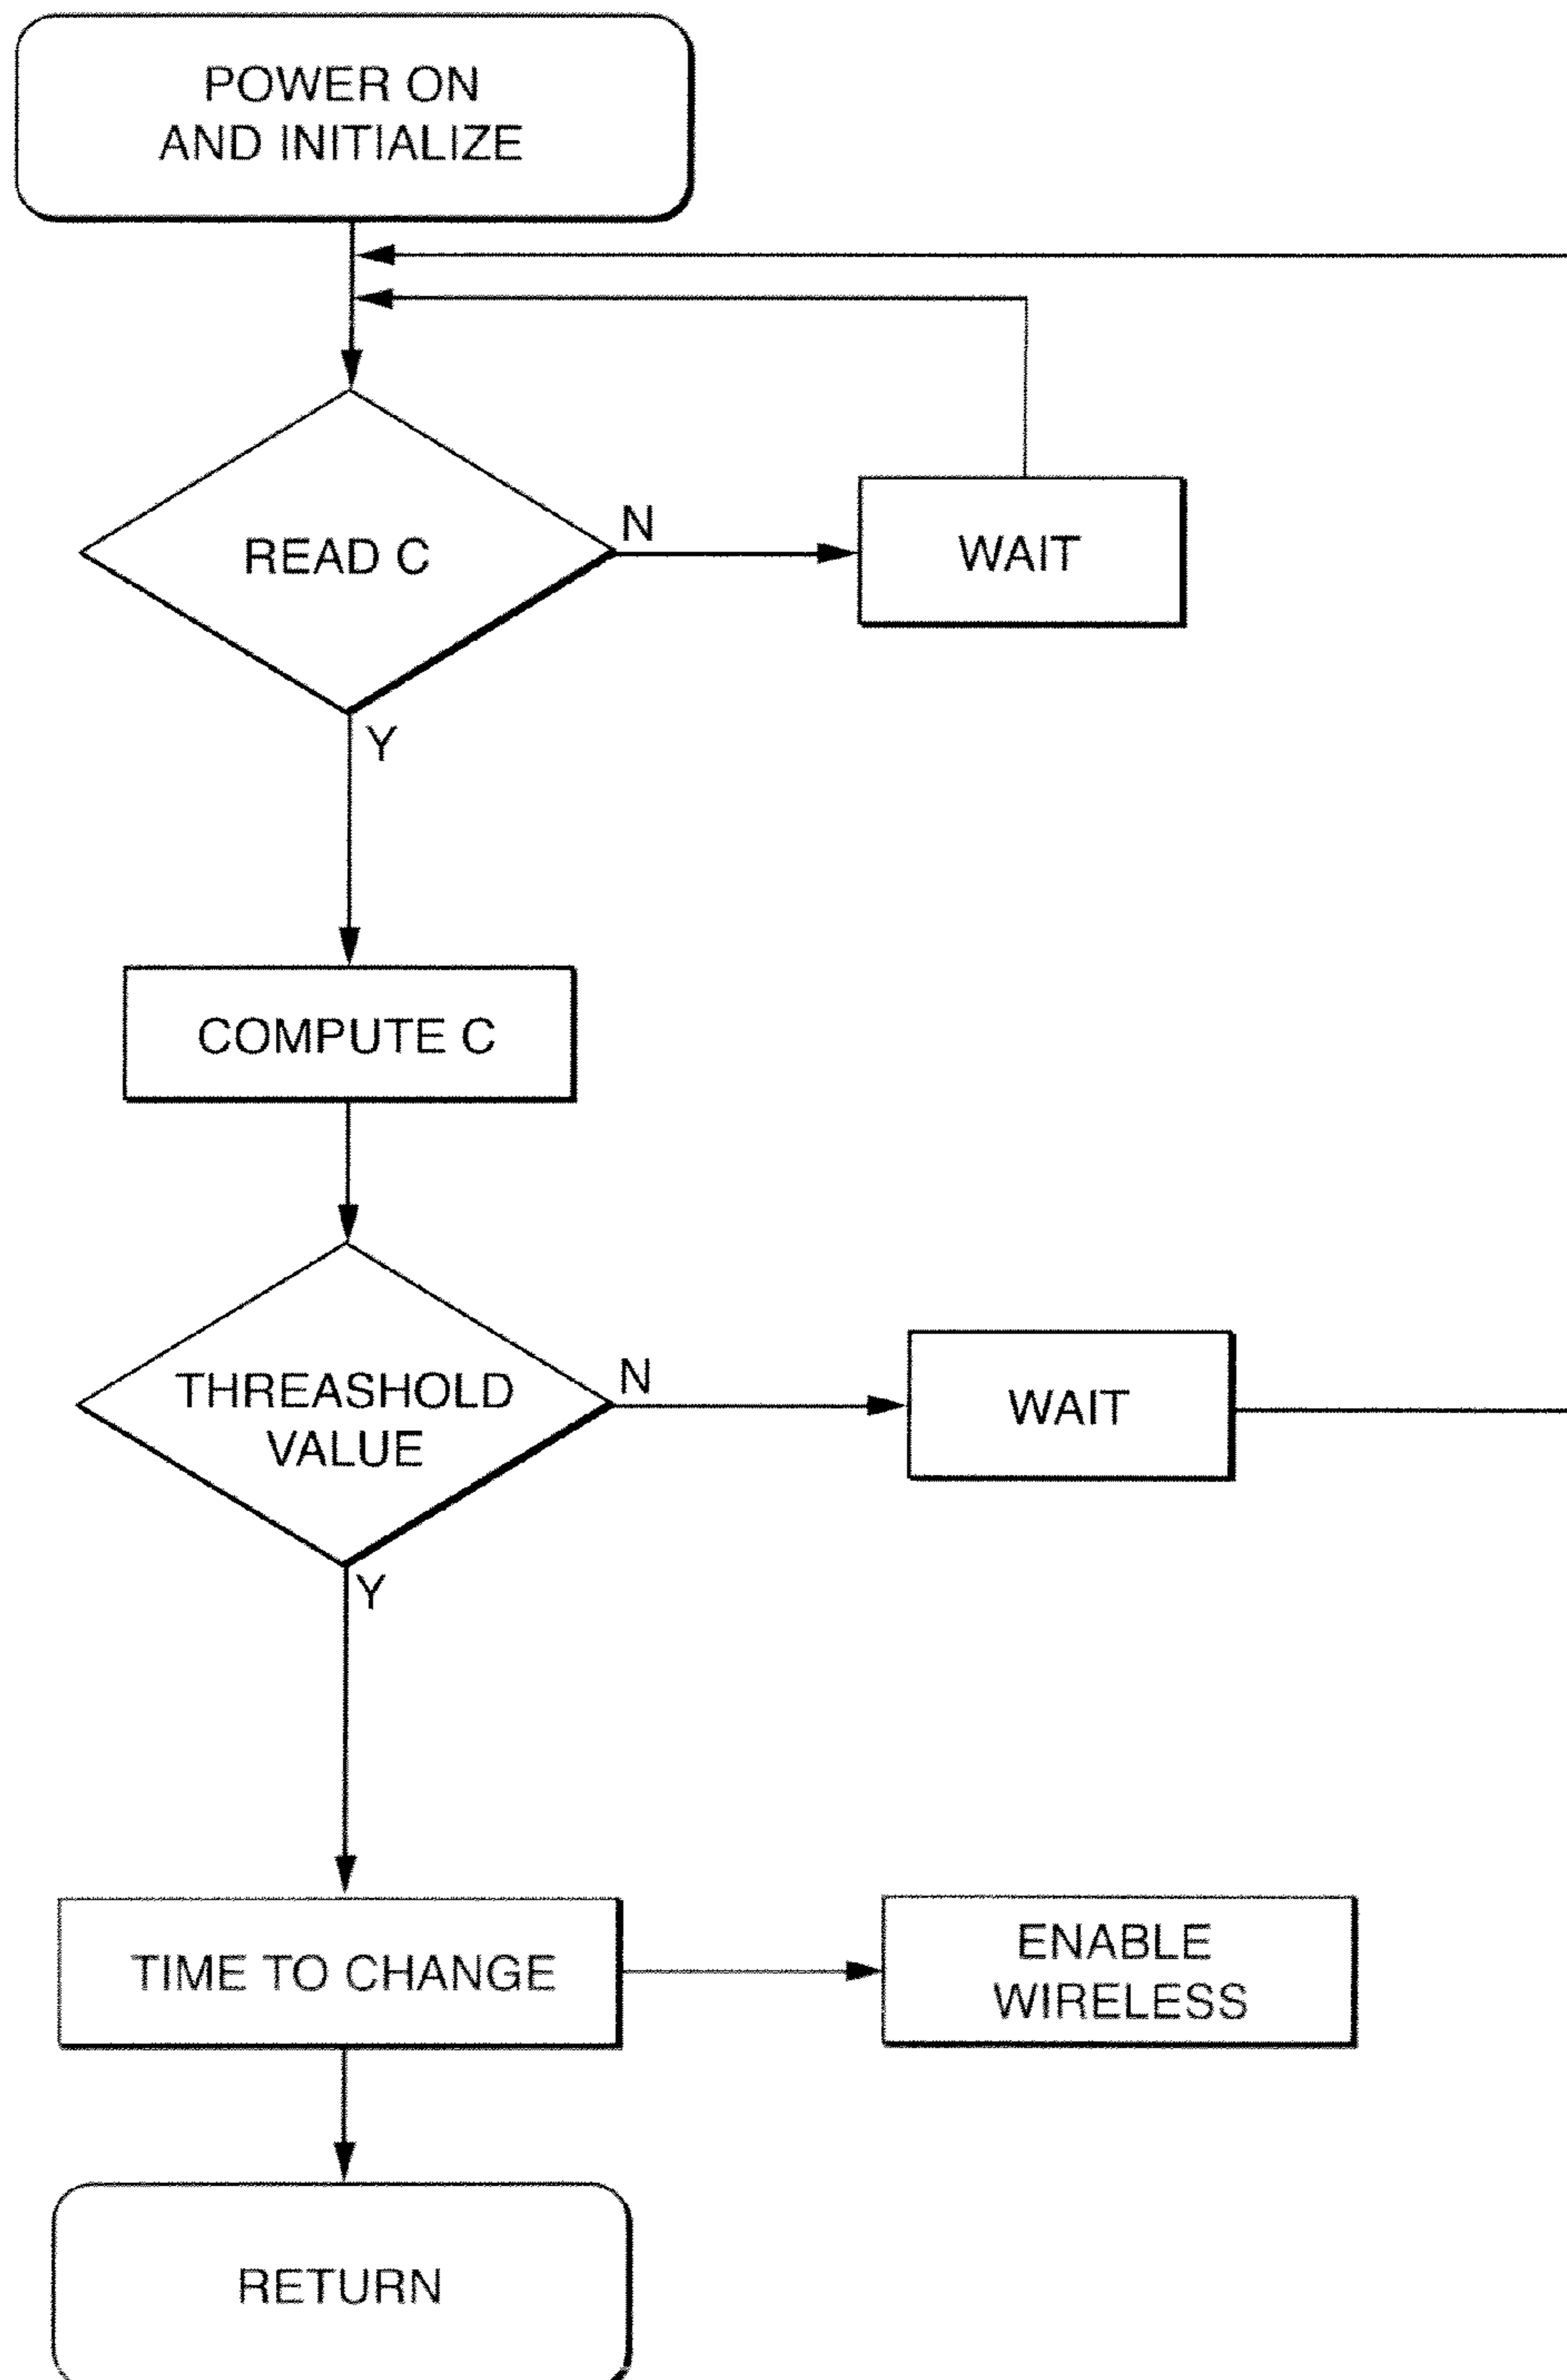 POWER ON
AND INITIALIZE
READ C
N
WAIT
Y
COMPUTE C
THREASHOLD
VALUE
N
WAIT
Y
TIME TO CHANGE
ENABLE
WIRELESS
RETURN